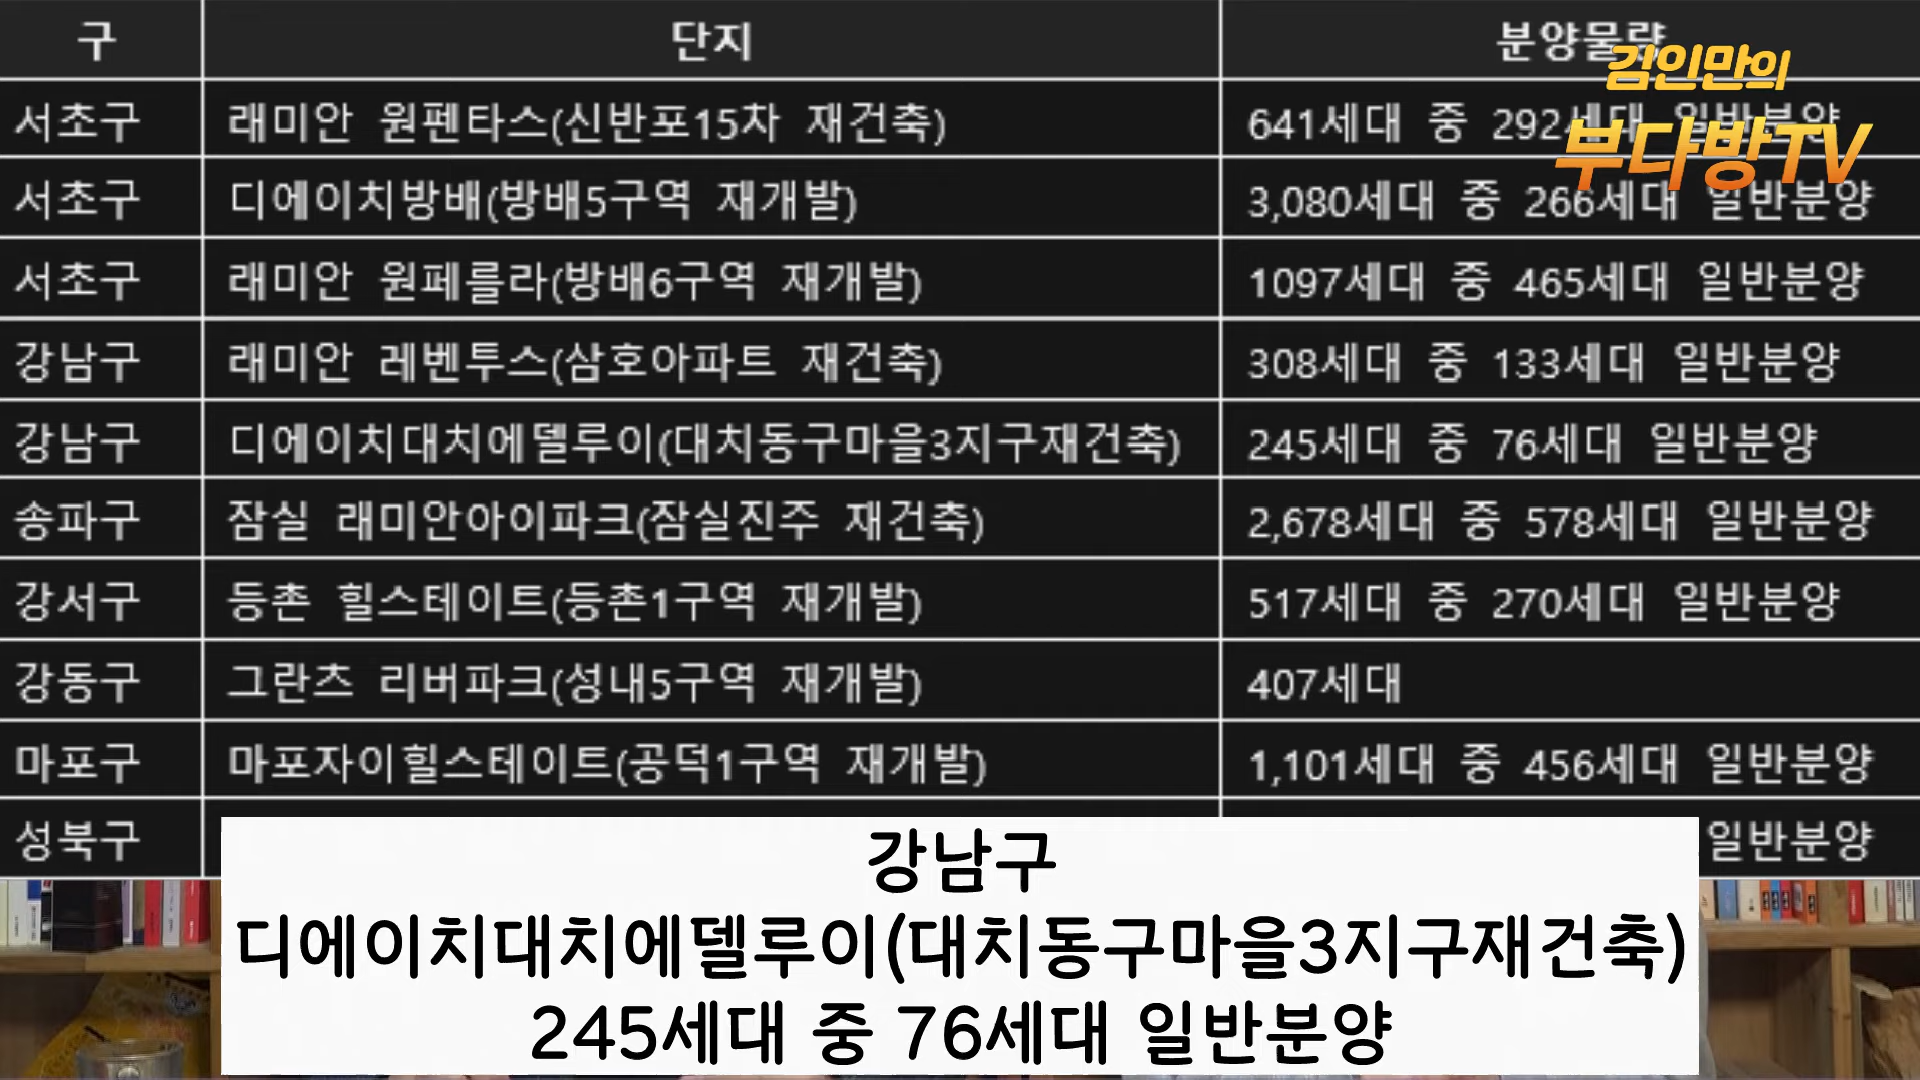 구 단지 분양물량
김인만의
부다방TV
서초구 래미안 원펜타스(신반포15차 재건축) 641세대 중 292세대 일반분양
서초구 디에이치방배(방배5구역 재개발) 3,080세대 중 266세대 일반분양
서초구 래미안 원페를라(방배6구역 재개발) 1097세대 중 465세대 일반분양
강남구 래미안 레벤투스(삼호아파트 재건축) 308세대 중 133세대 일반분양
강남구 디에이치대치에델루이(대치동구마을3지구재건축) 245세대 중 76세대 일반분양
송파구 잠실 래미안아이파크(잠실진주 재건축) 2,678세대 중 578세대 일반분양
강서구 등촌 힐스테이트(등촌1구역 재개발) 517세대 중 270세대 일반분양
강동구 그란츠 리버파크(성내5구역 재개발) 407세대
마포구 마포자이힐스테이트(공덕1구역 재개발) 1,101세대 중 456세대 일반분양
성북구 일반분양
강남구
디에이치대치에델루이(대치동구마을3지구재건축)
245세대 중 76세대 일반분양